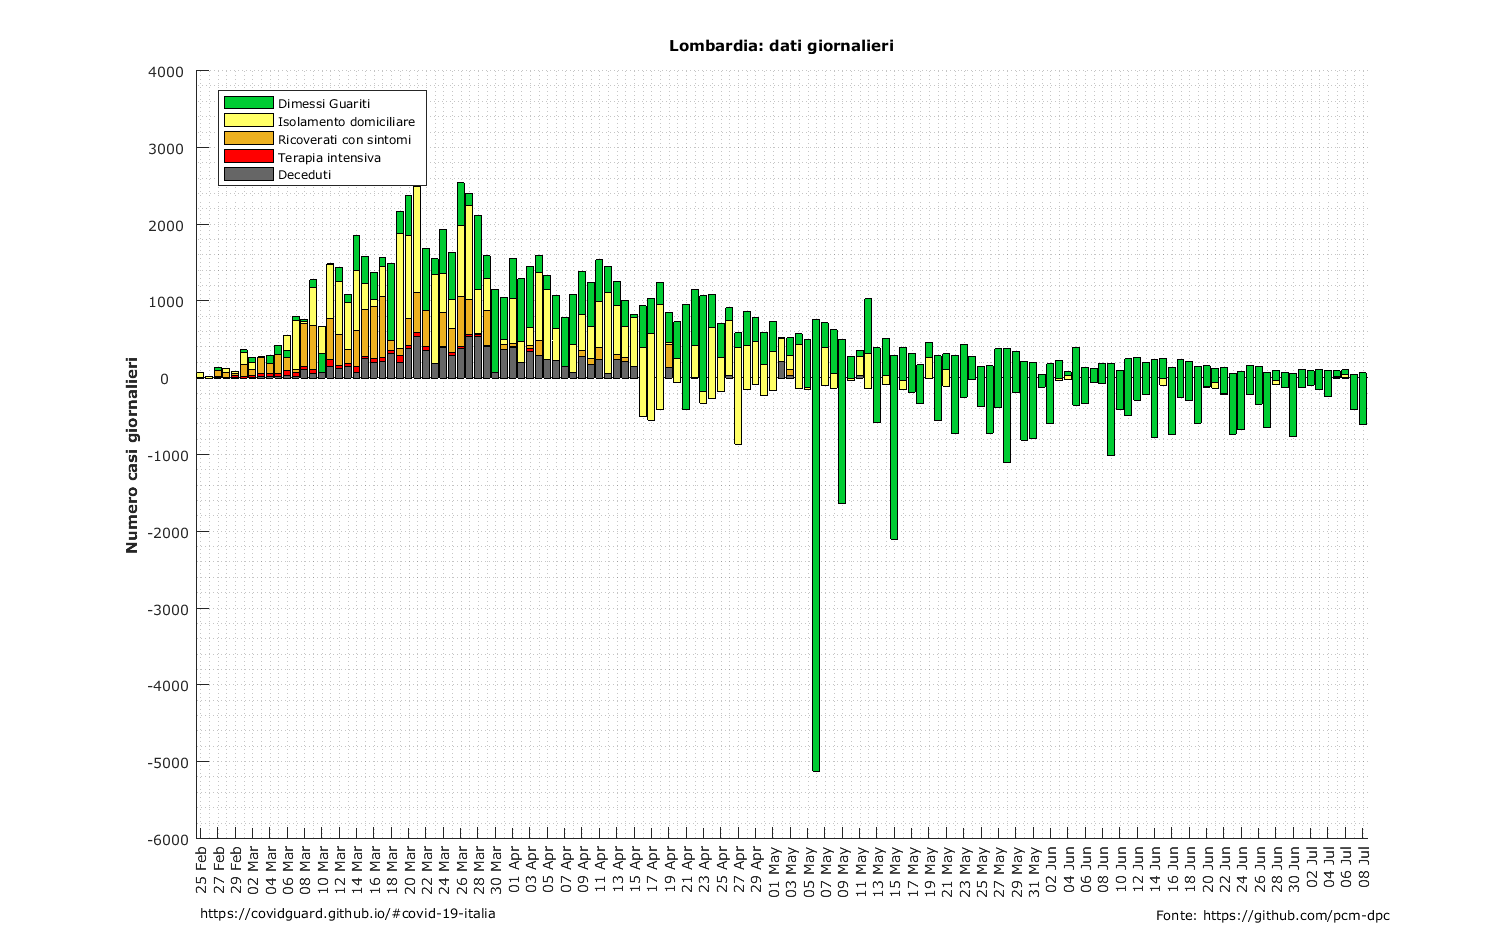 Lombardia: dati giornalieri
4000
3000
2000
1000
0
-1000
-2000
-3000
-4000
-5000
-6000
Numero casi giornalieri
Dimessi Guariti
Isolamento domiciliare
Ricoverati con sintomi
Terapia intensiva
Deceduti
25 Feb
27 Feb
29 Feb
02 Mar
04 Mar
06 Mar
08 Mar
10 Mar
12 Mar
14 Mar
16 Mar
18 Mar
20 Mar
22 Mar
24 Mar
26 Mar
28 Mar
30 Mar
01 Apr
03 Apr
05 Apr
07 Apr
09 Apr
11 Apr
13 Apr
15 Apr
17 Apr
19 Apr
21 Apr
23 Apr
25 Apr
27 Apr
29 Apr
01 May
03 May
05 May
07 May
09 May
11 May
13 May
15 May
17 May
19 May
21 May
23 May
25 May
27 May
29 May
31 May
02 Jun
04 Jun
06 Jun
08 Jun
10 Jun
12 Jun
14 Jun
16 Jun
18 Jun
20 Jun
22 Jun
24 Jun
26 Jun
28 Jun
30 Jun
02 Jul
04 Jul
06 Jul
08 Jul
https://covidguard.github.io/#covid-19-italia
Fonte: https://github.com/pcm-dpc